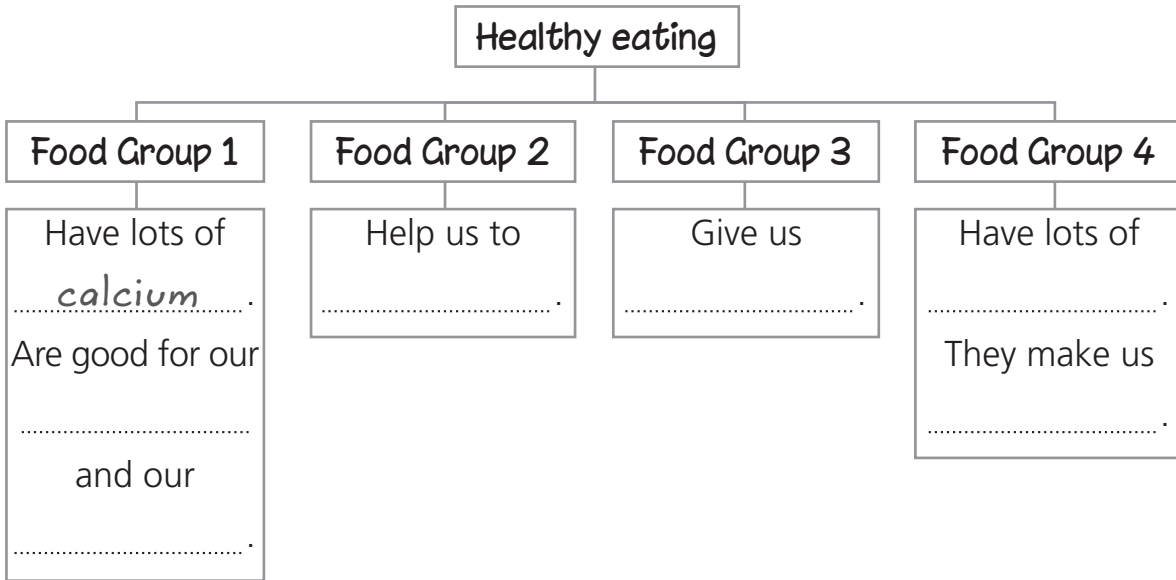 Healthy eating
Food Group 1
Have lots of
calcium.
Are good for our
and our
.
Food Group 2
Help us to
.
Food Group 3
Give us
.
Food Group 4
Have lots of
.
They make us
.